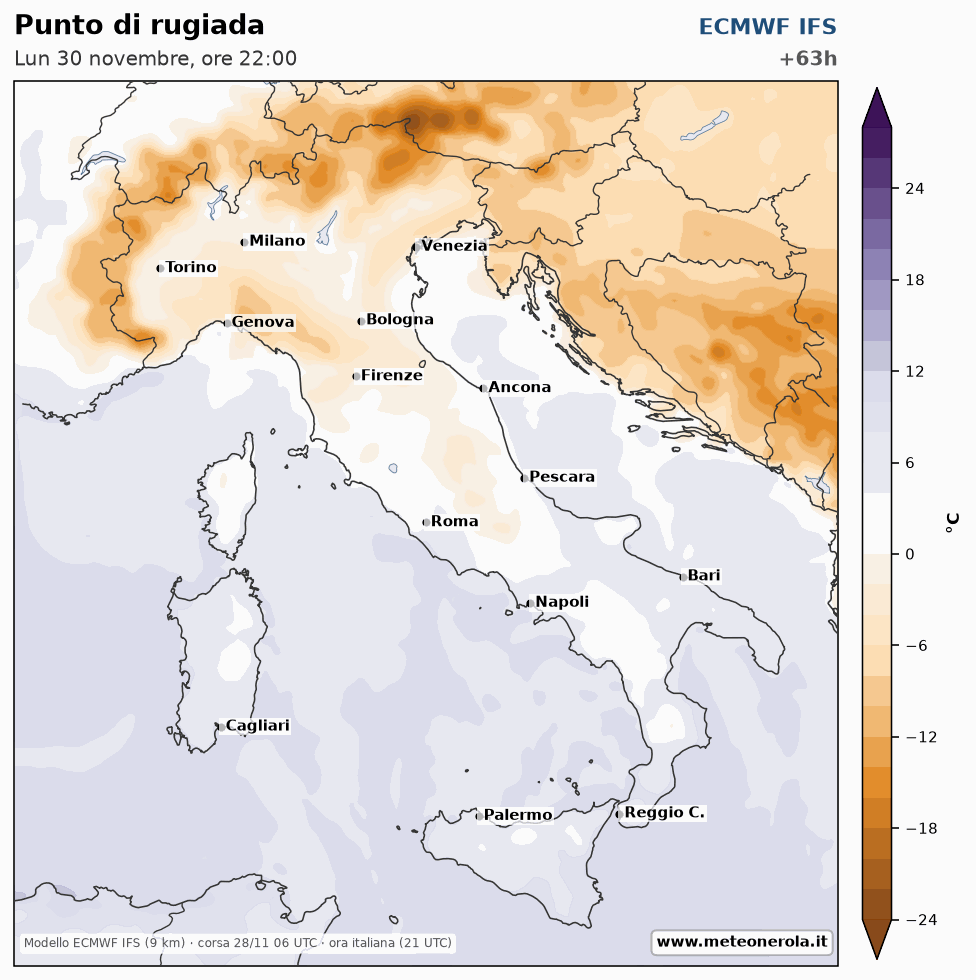 Punto di rugiada
ECMWF IFS
Lun 30 novembre, ore 22:00
+63h
Milano
Venezia
Torino
Genova
Bologna
Firenze
Ancona
Pescara
Roma
Bari
Napoli
Cagliari
Palermo
Reggio C.
24
18
12
6
0
−6
−12
−18
−24
°C
Modello ECMWF IFS (9 km) · corsa 28/11 06 UTC · ora italiana (21 UTC)
www.meteonerola.it